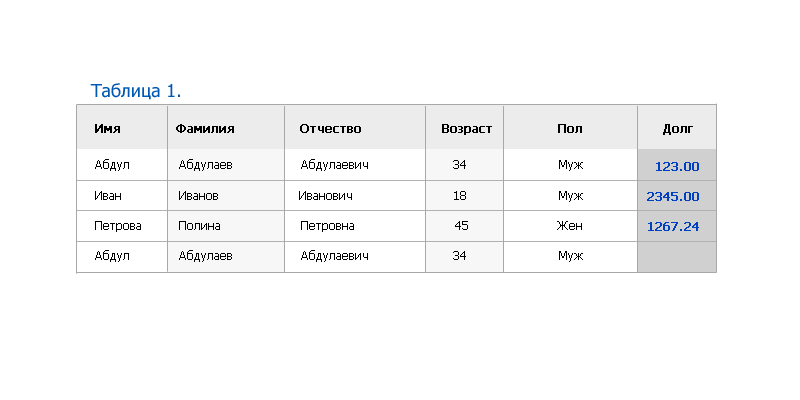 Таблица 1.
Имя Фамилия Отчество Возраст Пол Долг
Абдул Абдулаев Абдулаевич 34 Муж 123.00
Иван Иванов Иванович 18 Муж 2345.00
Петрова Полина Петровна 45 Жен 1267.24
Абдул Абдулаев Абдулаевич 34 Муж